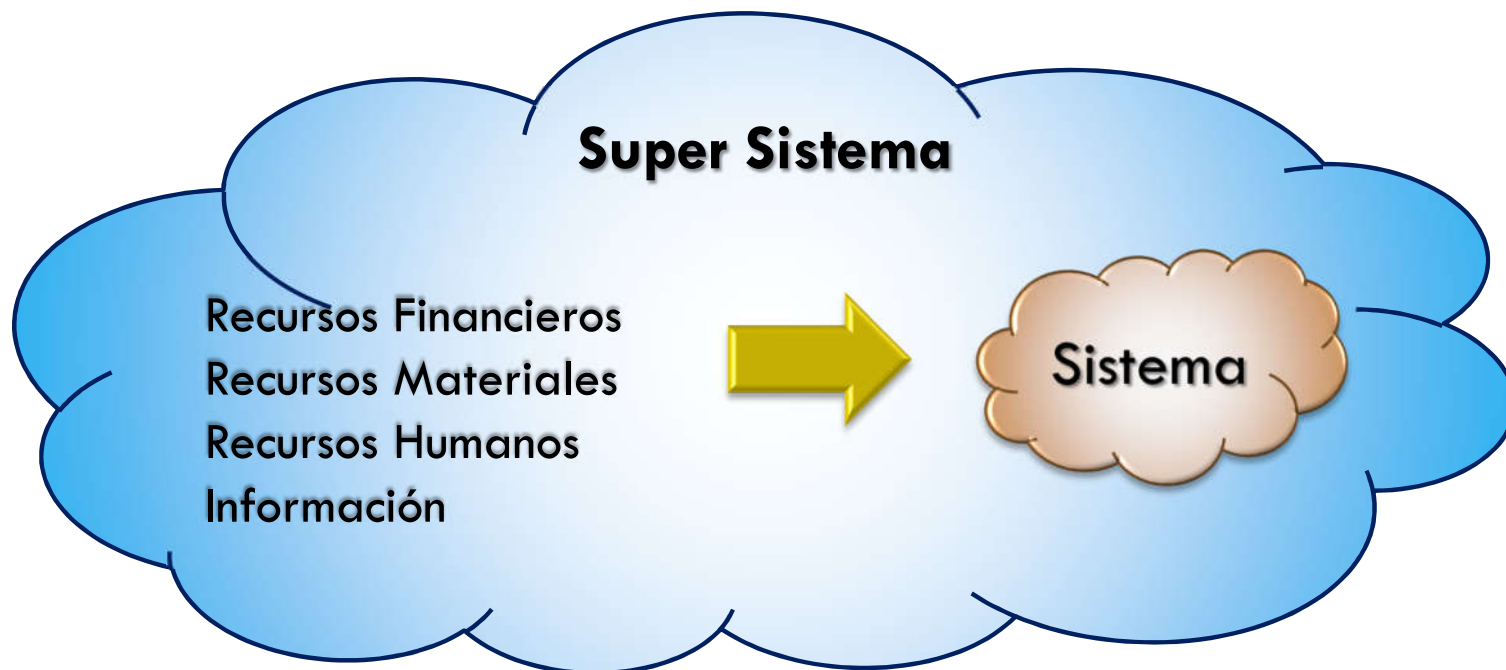 Super Sistema
Recursos Financieros
Recursos Materiales
Recursos Humanos
Información
Sistema